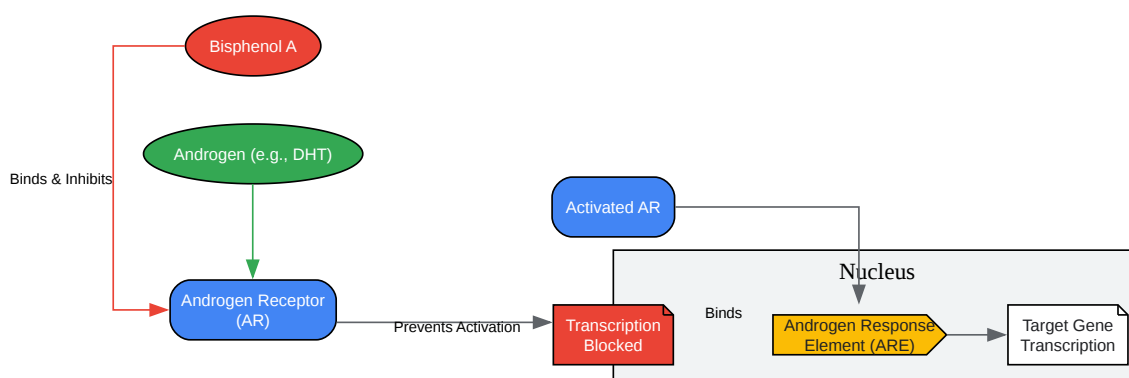 Bisphenol A
Androgen (e.g., DHT)
Binds & Inhibits
Activated AR
Nucleus
Androgen Receptor
(AR)
Prevents Activation
Transcription
Blocked
Binds
Androgen Response
Element (ARE)
Target Gene
Transcription